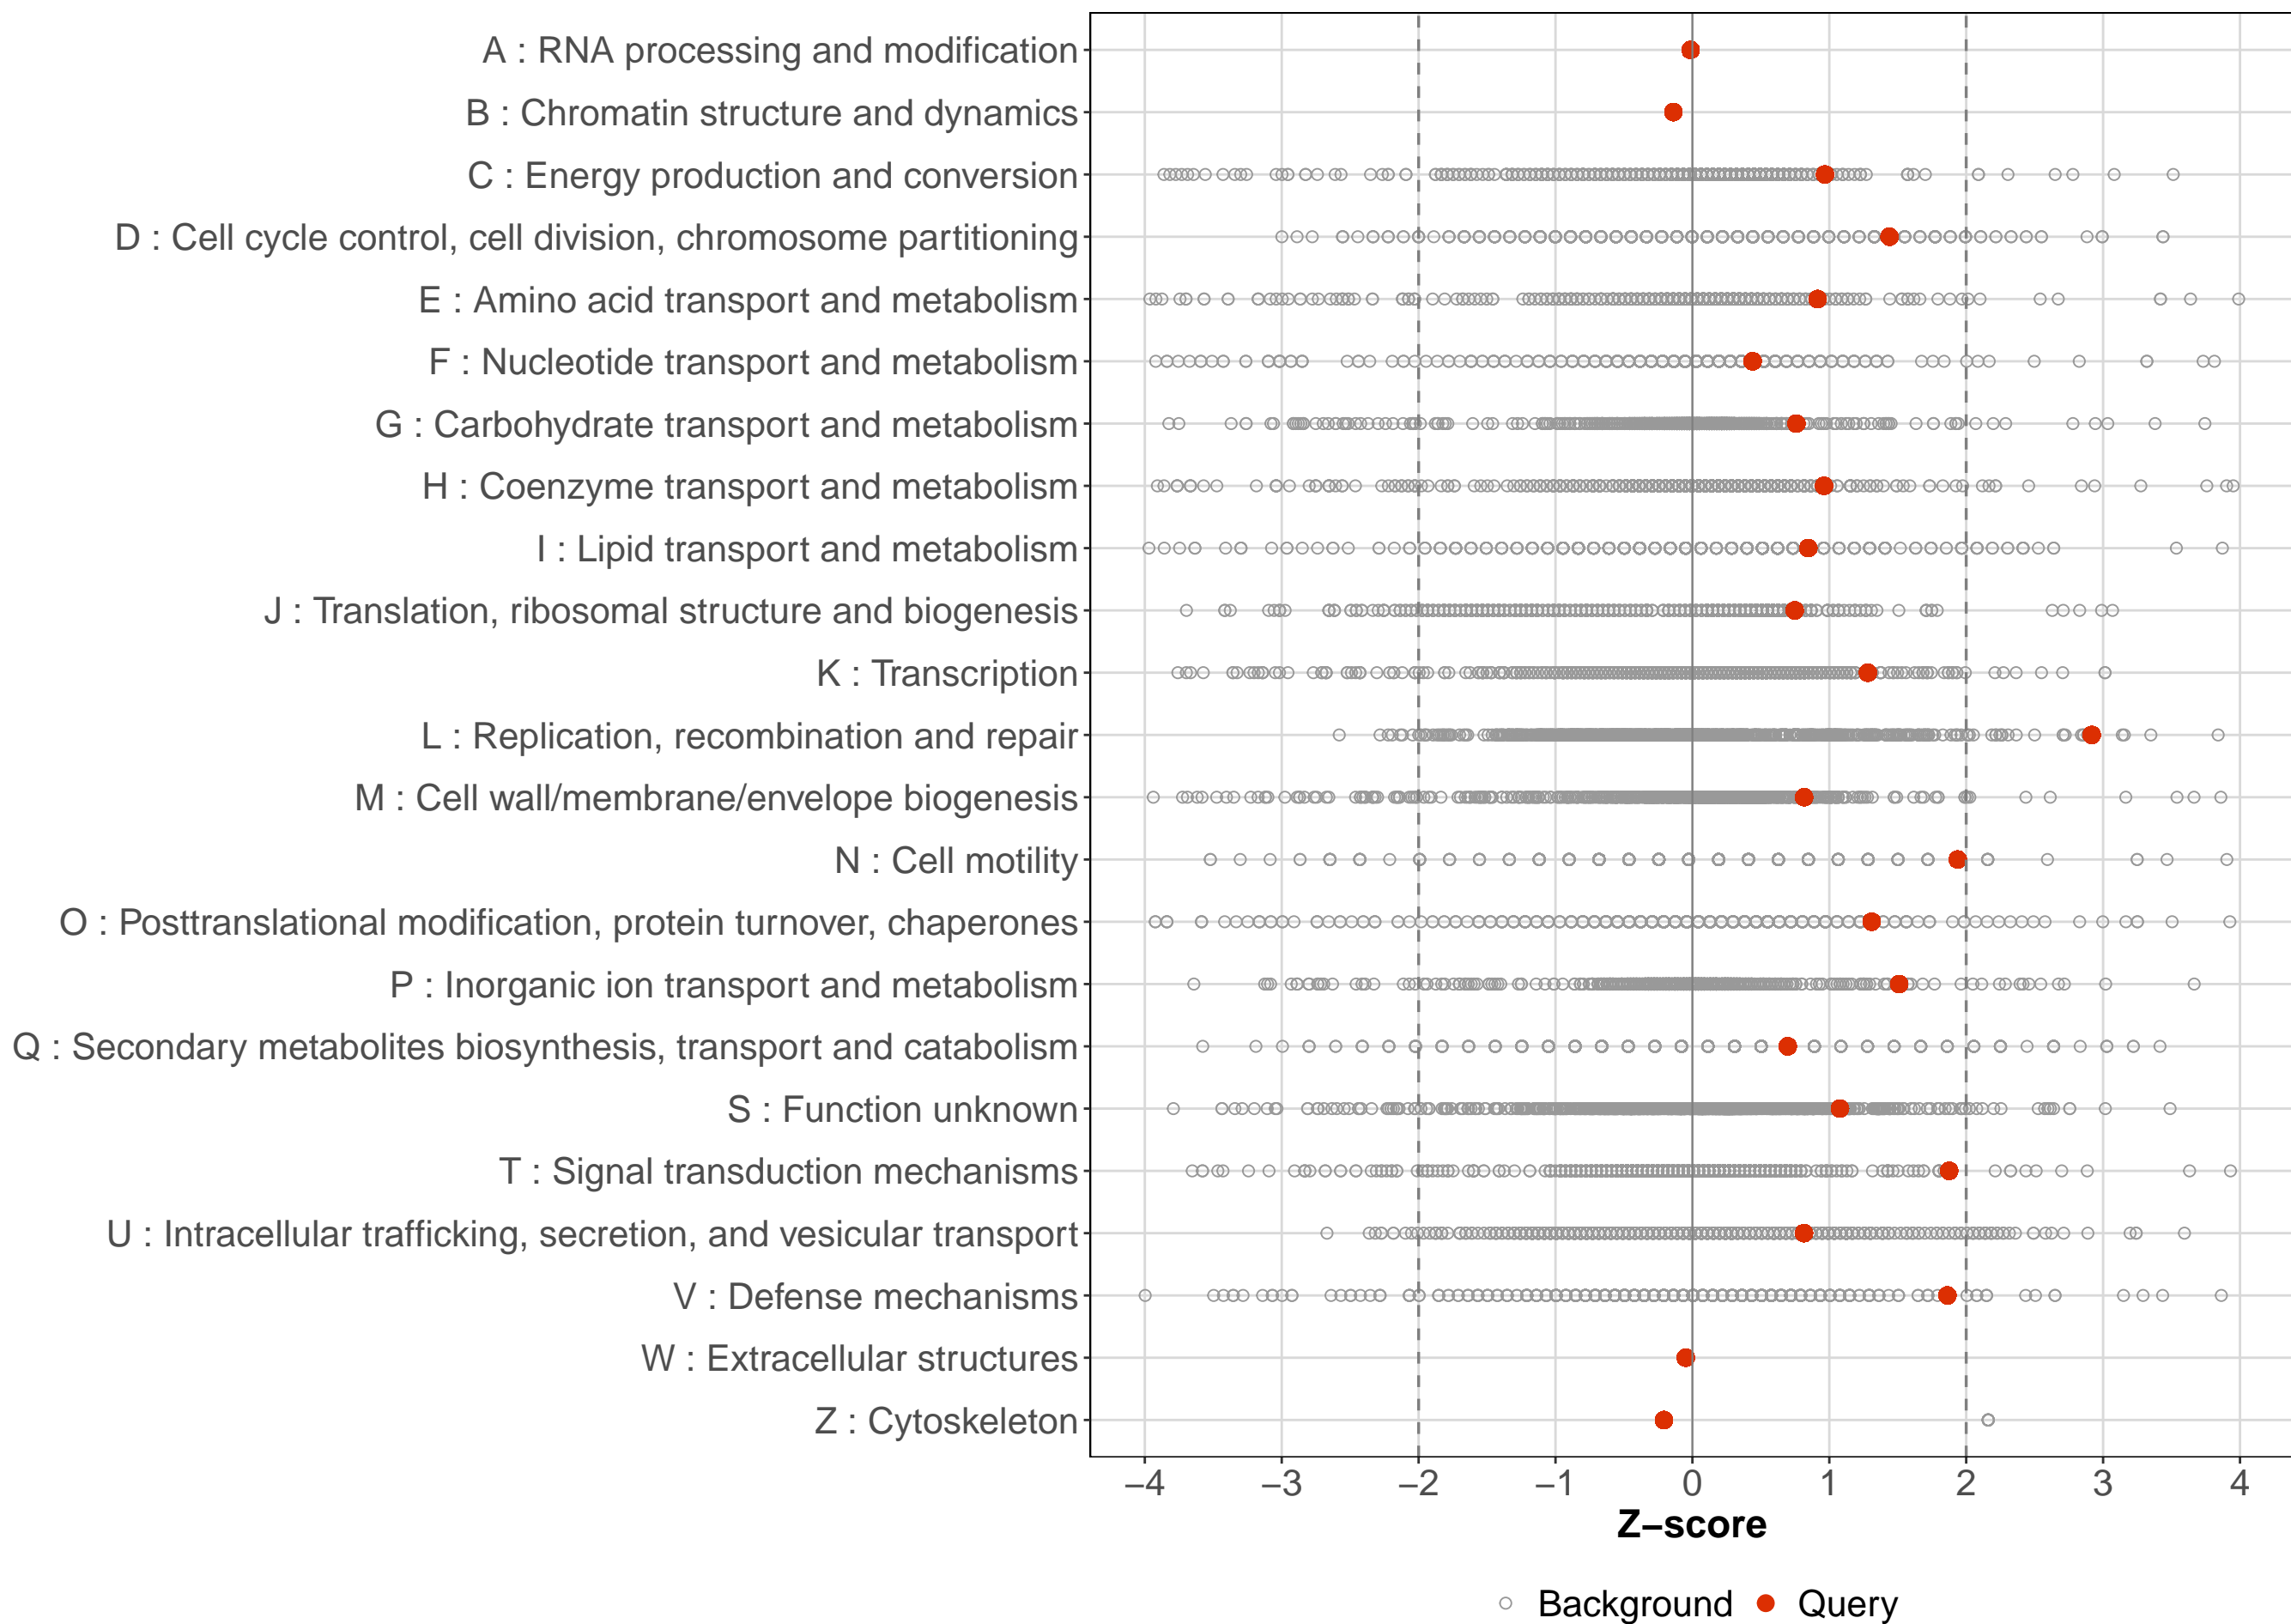 A : RNA processing and modification
B : Chromatin structure and dynamics
C : Energy production and conversion
D : Cell cycle control, cell division, chromosome partitioning
E : Amino acid transport and metabolism
F : Nucleotide transport and metabolism
G : Carbohydrate transport and metabolism
H : Coenzyme transport and metabolism
I : Lipid transport and metabolism
J : Translation, ribosomal structure and biogenesis
K : Transcription
L : Replication, recombination and repair
M : Cell wall/membrane/envelope biogenesis
N : Cell motility
O : Posttranslational modification, protein turnover, chaperones
P : Inorganic ion transport and metabolism
Q : Secondary metabolites biosynthesis, transport and catabolism
S : Function unknown
T : Signal transduction mechanisms
U : Intracellular trafficking, secretion, and vesicular transport
V : Defense mechanisms
W : Extracellular structures
Z : Cytoskeleton
−4 −3 −2 −1 0 1 2 3 4
Z−score
Background Query